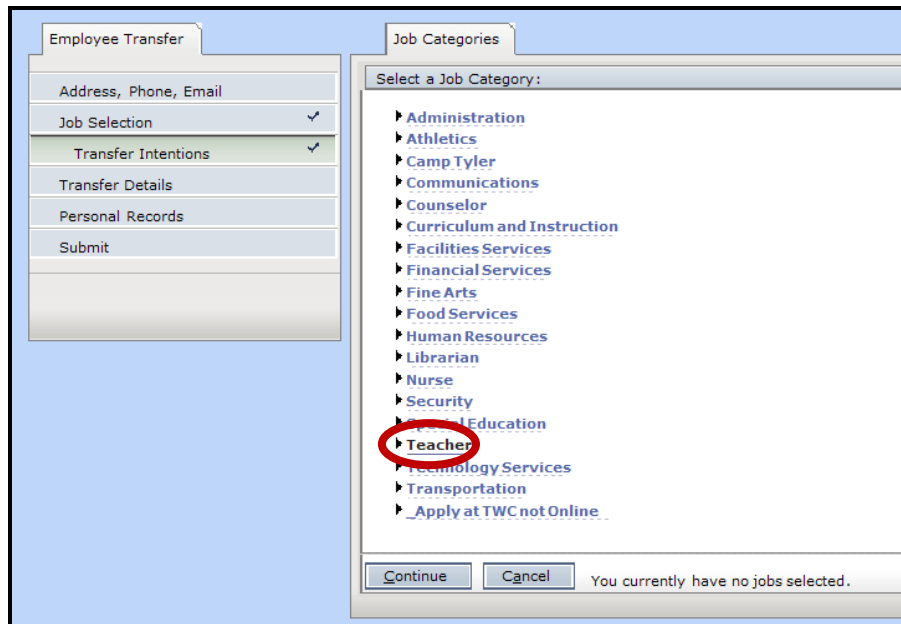 Employee Transfer
Address, Phone, Email
Job Selection
Transfer Intentions
Transfer Details
Personal Records
Submit
Job Categories
Select a Job Category:
Administration
Athletics
Camp Tyler
Communications
Counselor
Curriculum and Instruction
Facilities Services
Financial Services
Fine Arts
Food Services
Human Resources
Librarian
Nurse
Security
Special Education
Teacher
Technology Services
Transportation
_Apply at TWC not Online
Continue Cancel You currently have no jobs selected.